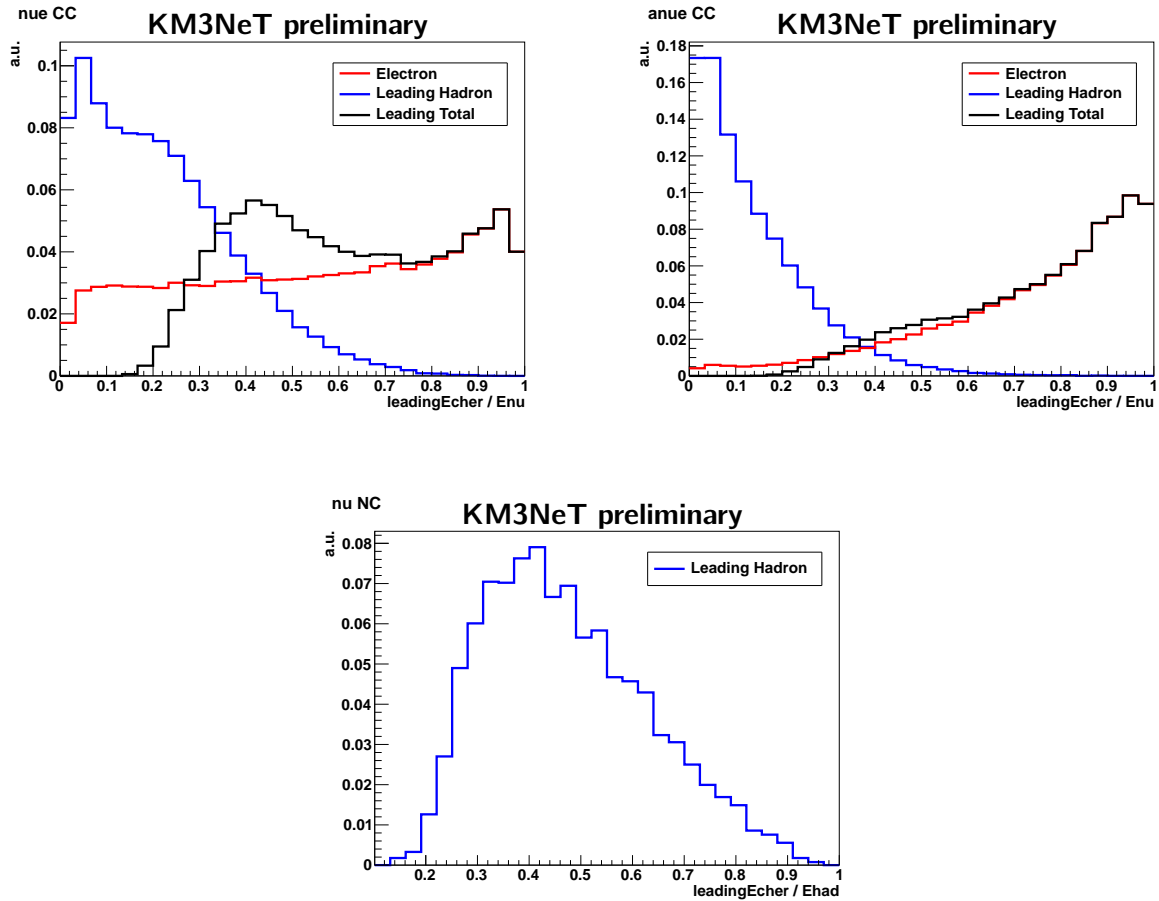 nue CC
KM3NeT preliminary
a.u.
0.1
0.08
0.06
0.04
0.02
0
Electron
Leading Hadron
Leading Total
0 0.1 0.2 0.3 0.4 0.5 0.6 0.7 0.8 0.9 1
leadingEcher / Enu
anue CC
KM3NeT preliminary
a.u.
0.18
0.16
0.14
0.12
0.1
0.08
0.06
0.04
0.02
0
Electron
Leading Hadron
Leading Total
0 0.1 0.2 0.3 0.4 0.5 0.6 0.7 0.8 0.9 1
leadingEcher / Enu
nu NC
KM3NeT preliminary
a.u.
0.08
0.07
0.06
0.05
0.04
0.03
0.02
0.01
0
Leading Hadron
0.2 0.3 0.4 0.5 0.6 0.7 0.8 0.9 1
leadingEcher / Ehad